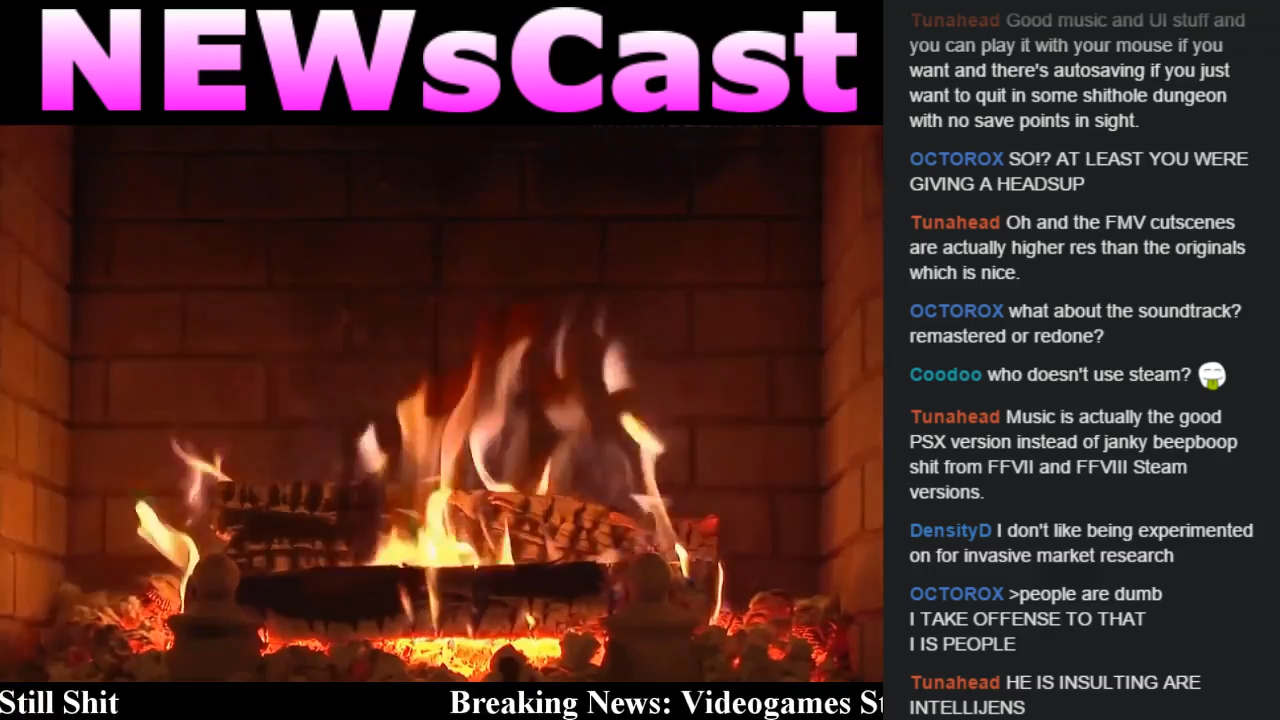 NEWsCast
Tunahead Good music and UI stuff and
you can play it with your mouse if you
want and there's autosaving if you just
want to quit in some shithole dungeon
with no save points in sight.
OCTOROX SO!? AT LEAST YOU WERE
GIVING A HEADSUP
Tunahead Oh and the FMV cutscenes
are actually higher res than the originals
which is nice.
OCTOROX what about the soundtrack?
remastered or redone?
Coodoo who doesn't use steam?
Tunahead Music is actually the good
PSX version instead of janky beepboop
shit from FFVII and FFVIII Steam
versions.
DensityD I don't like being experimented
on for invasive market research
OCTOROX >people are dumb
I TAKE OFFENSE TO THAT
I IS PEOPLE
Tunahead HE IS INSULTING ARE
INTELLIJENS
Still Shit Breaking News: Videogames St